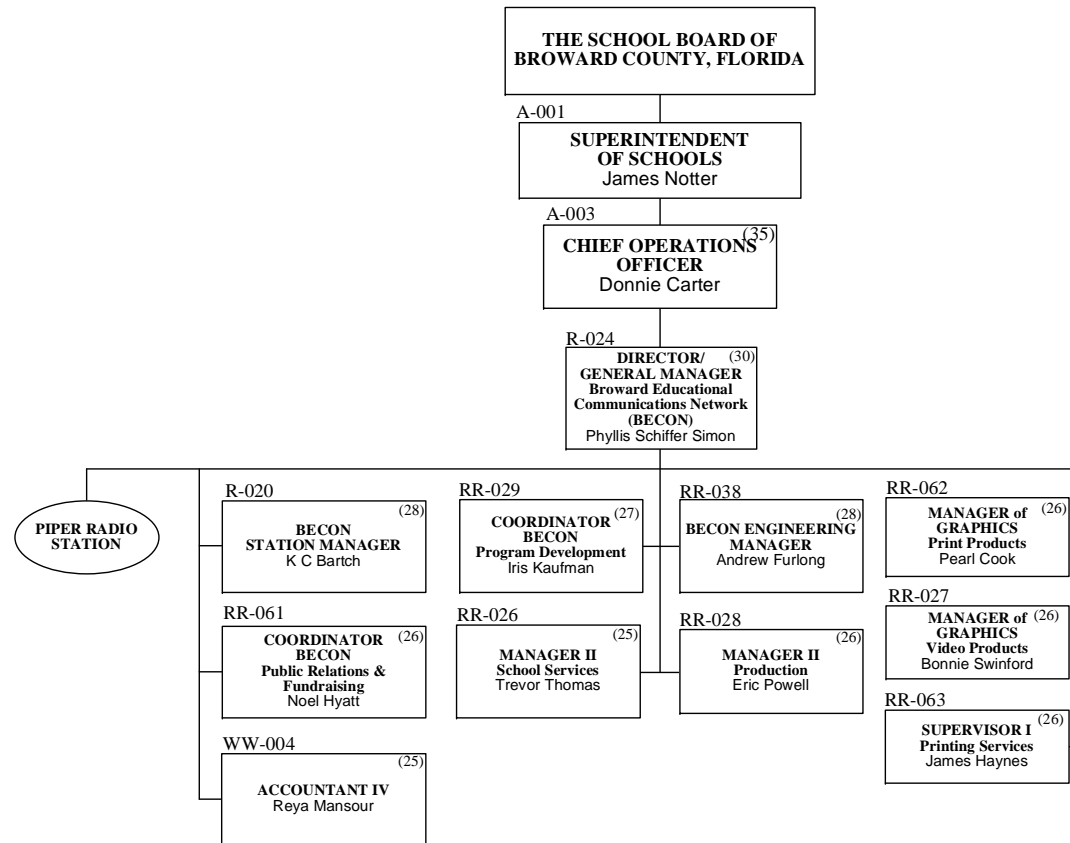 THE SCHOOL BOARD OF
BROWARD COUNTY, FLORIDA
A-001
SUPERINTENDENT
OF SCHOOLS
James Notter
A-003
(35)
CHIEF OPERATIONS
OFFICER
Donnie Carter
R-024
(30)
DIRECTOR/
GENERAL MANAGER
Broward Educational
Communications Network
(BECON)
Phyllis Schiffer Simon
PIPER RADIO
STATION
R-020
(28)
BECON
STATION MANAGER
K C Bartch
RR-061
(26)
COORDINATOR
BECON
Public Relations &
Fundraising
Noel Hyatt
WW-004
(25)
ACCOUNTANT IV
Reya Mansour
RR-029
(27)
COORDINATOR
BECON
Program Development
Iris Kaufman
RR-026
(25)
MANAGER II
School Services
Trevor Thomas
RR-038
(28)
BECON ENGINEERING
MANAGER
Andrew Furlong
RR-028
(26)
MANAGER II
Production
Eric Powell
RR-062
(26)
MANAGER of
GRAPHICS
Print Products
Pearl Cook
RR-027
(26)
MANAGER of
GRAPHICS
Video Products
Bonnie Swinford
RR-063
(26)
SUPERVISOR I
Printing Services
James Haynes